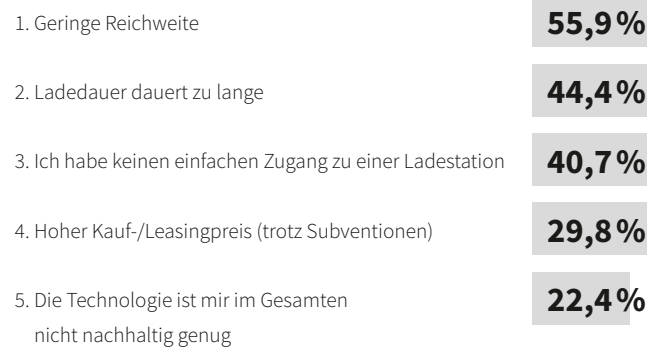 1. Geringe Reichweite 55,9 %
2. Ladedauer dauert zu lange 44,4 %
3. Ich habe keinen einfachen Zugang zu einer Ladestation 40,7 %
4. Hoher Kauf-/Leasingpreis (trotz Subventionen) 29,8 %
5. Die Technologie ist mir im Gesamten 22,4 %
nicht nachhaltig genug